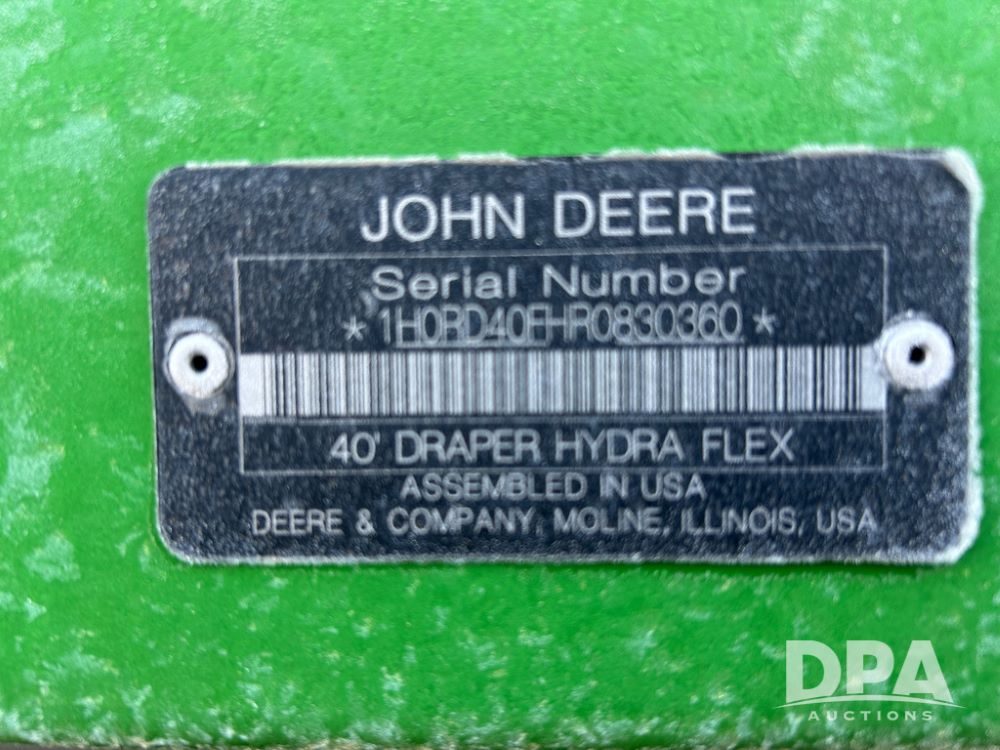 JOHN DEERE
Serial Number
*1H0RD40FHR0830360*
40' DRAPER HYDRA FLEX
ASSEMBLED IN USA
DEERE & COMPANY, MOLINE, ILLINOIS, USA
DPA
AUCTIONS